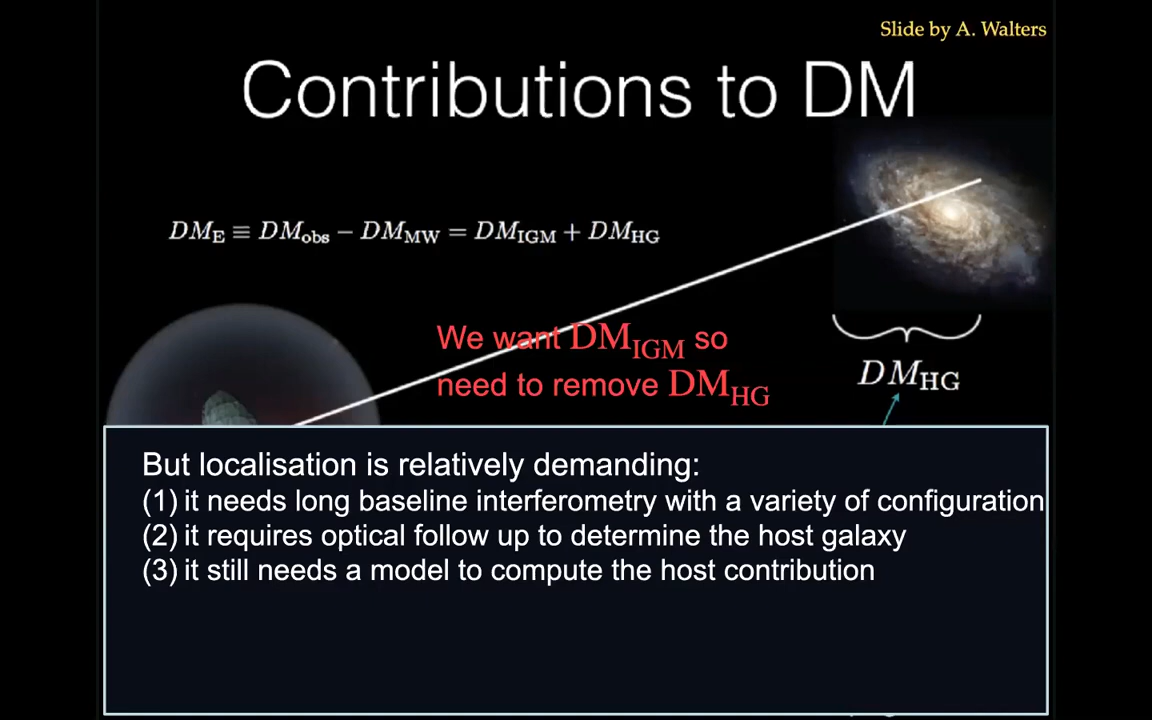 Slide by A. Walters
Contributions to DM
DM_E ≡ DM_obs − DM_MW = DM_IGM + DM_HG
We want DM_IGM so
need to remove DM_HG
DM_HG
But localisation is relatively demanding:
(1) it needs long baseline interferometry with a variety of configuration
(2) it requires optical follow up to determine the host galaxy
(3) it still needs a model to compute the host contribution